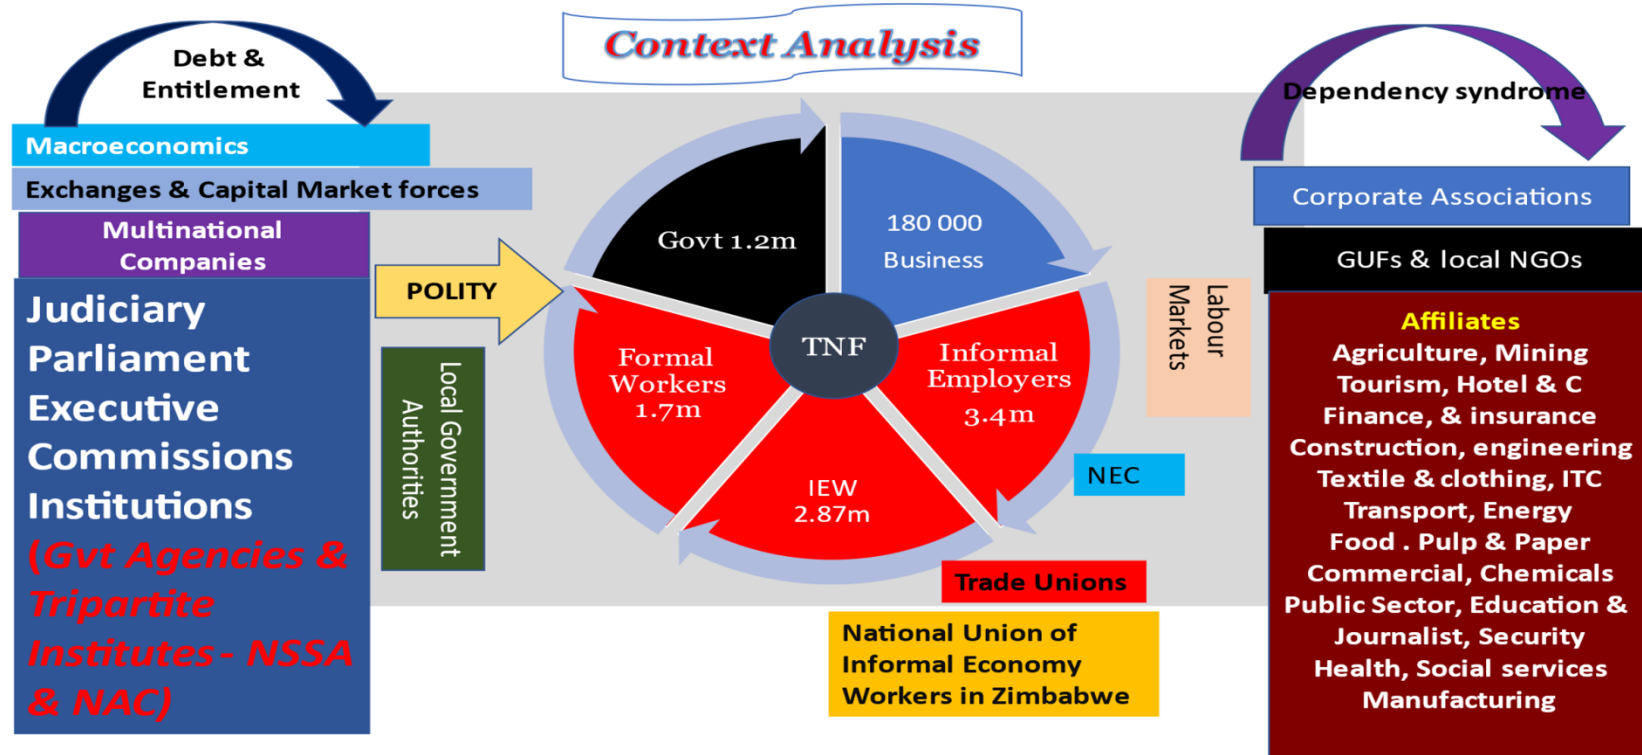 Context Analysis
Debt &
Entitlement
Macroeconomics
Exchanges & Capital Market forces
Multinational
Companies
Judiciary
Parliament
Executive
Commissions
Institutions
(Gvt Agencies &
Tripartite
Institutes - NSSA
& NAC)
POLITY
Local Government
Authorities
Govt 1.2m
180 000
Business
TNF
Formal
Workers
1.7m
Informal
Employers
3.4m
IEW
2.87m
Labour
Markets
NEC
Trade Unions
National Union of
Informal Economy
Workers in Zimbabwe
Dependency syndrome
Corporate Associations
GUFs & local NGOs
Affiliates
Agriculture, Mining
Tourism, Hotel & C
Finance, & insurance
Construction, engineering
Textile & clothing, ITC
Transport, Energy
Food . Pulp & Paper
Commercial, Chemicals
Public Sector, Education &
Journalist, Security
Health, Social services
Manufacturing